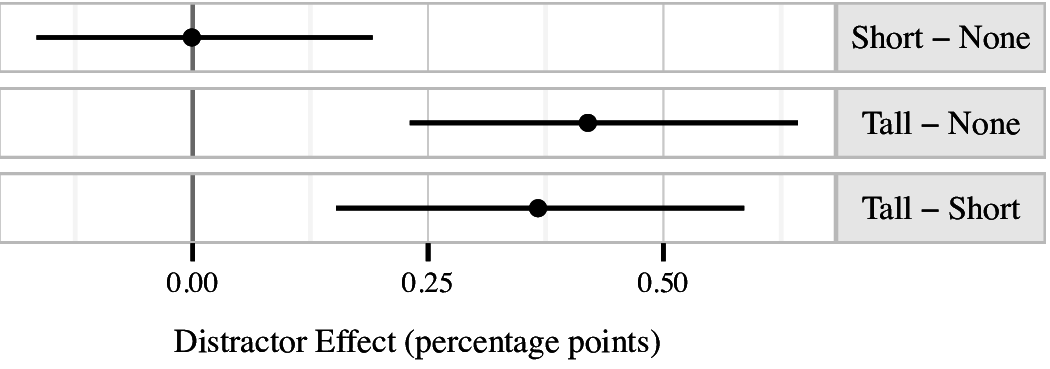 Short – None
Tall – None
Tall – Short
0.00 0.25 0.50
Distractor Effect (percentage points)